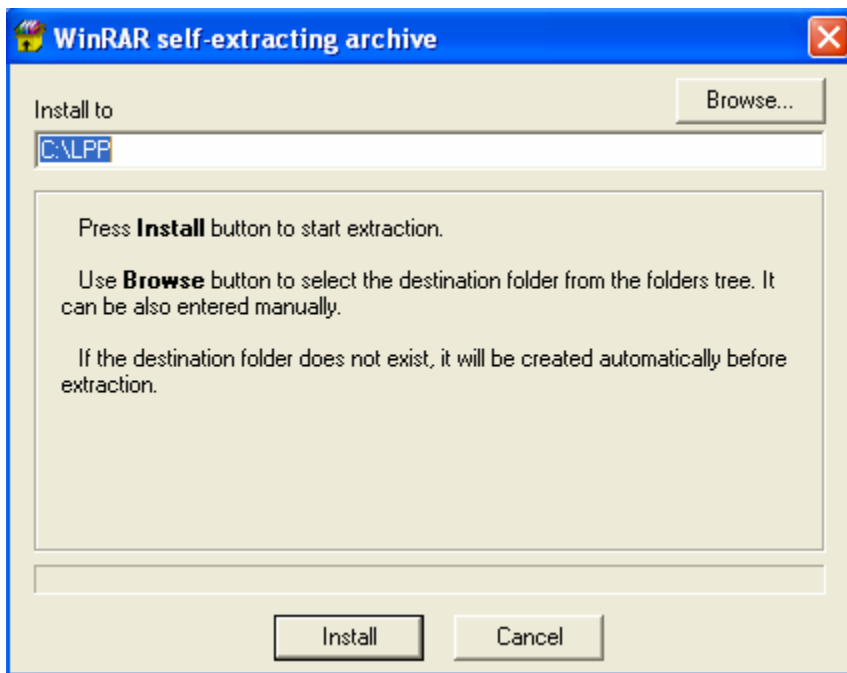 WinRAR self-extracting archive
Install to
Browse...
C:\LPP
Press Install button to start extraction.
Use Browse button to select the destination folder from the folders tree. It
can be also entered manually.
If the destination folder does not exist, it will be created automatically before
extraction.
Install
Cancel